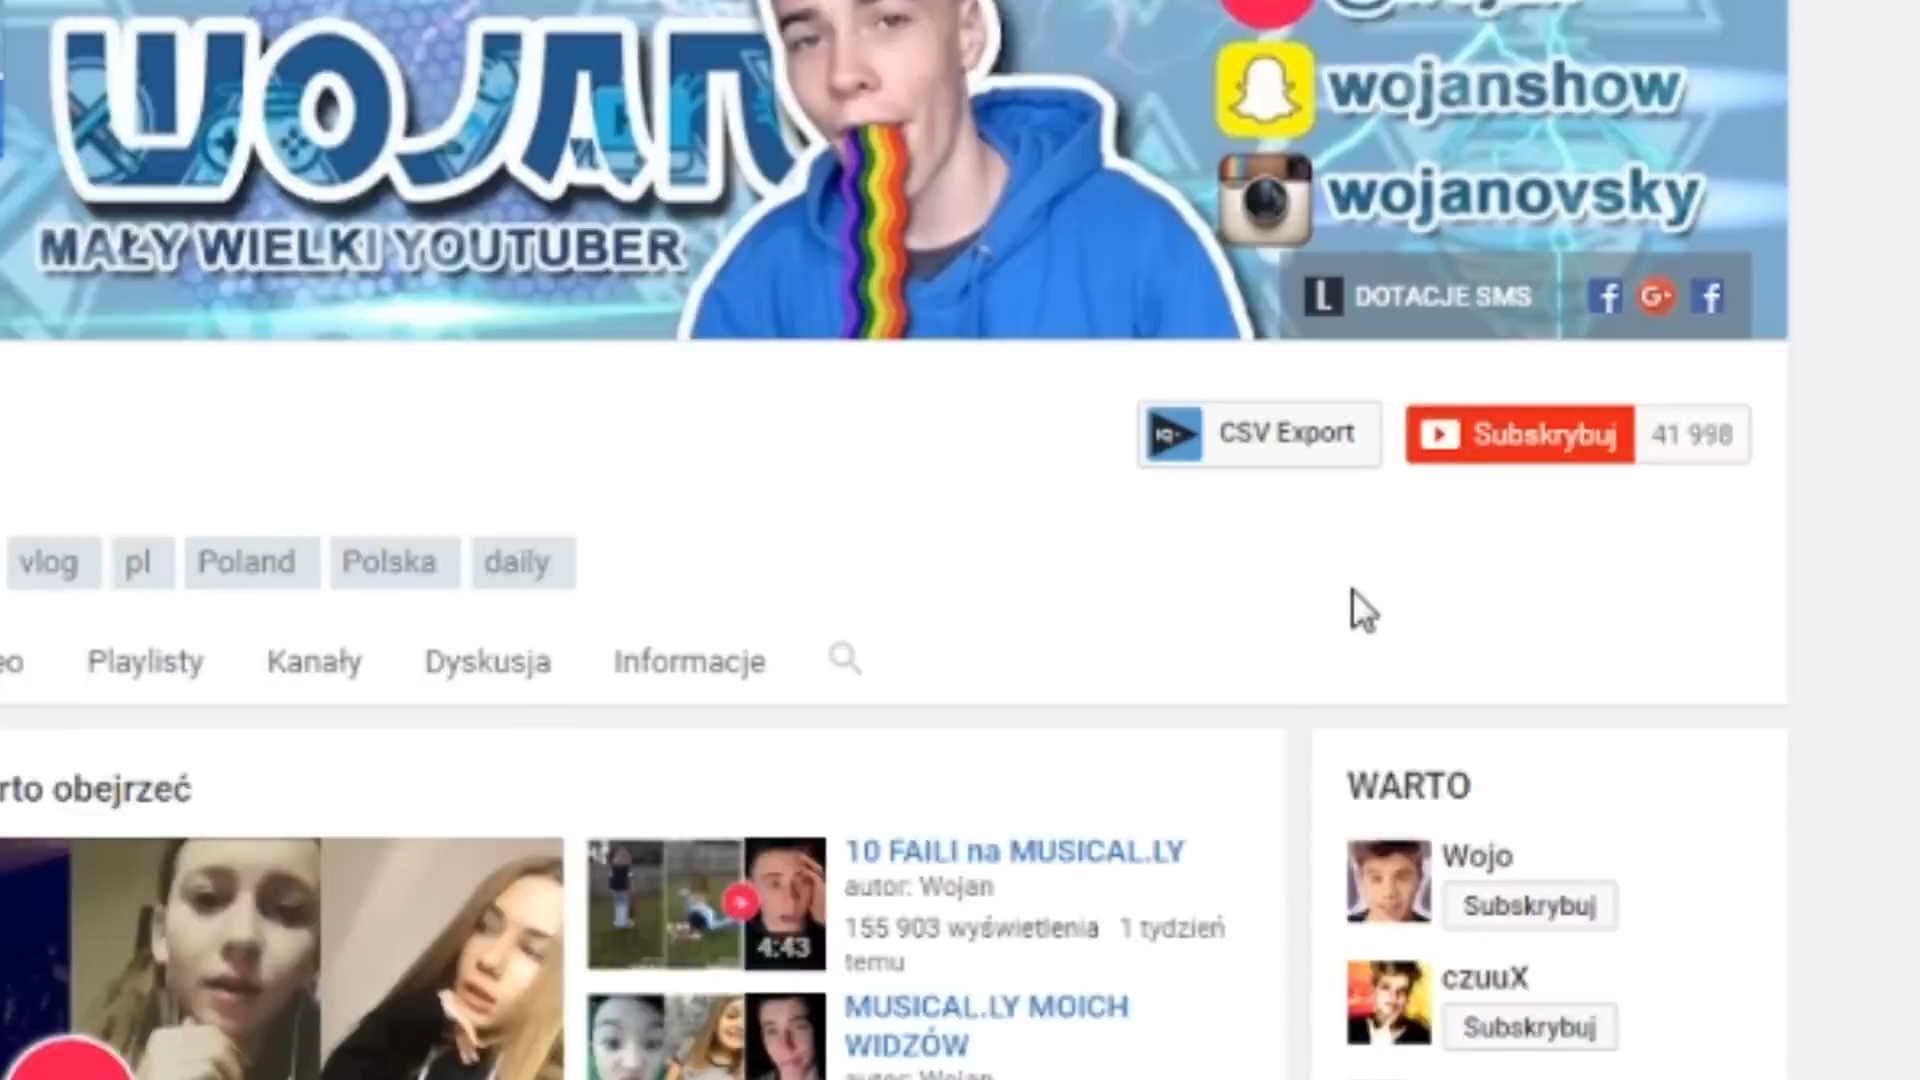 WOJAN
wojanshow
wojanovsky
MAŁY WIELKI YOUTUBER
DOTACJE SMS
CSV Export
Subskrybuj 41 998
vlog pl Poland Polska daily
Playlisty Kanały Dyskusja Informacje
rto obejrzeć
10 FAILI na MUSICAL.LY
autor: Wojan
155 903 wyświetlenia 1 tydzień
temu
4:43
MUSICAL.LY MOICH
WIDZÓW
autor: Wojan
WARTO
Wojo
Subskrybuj
czuuX
Subskrybuj